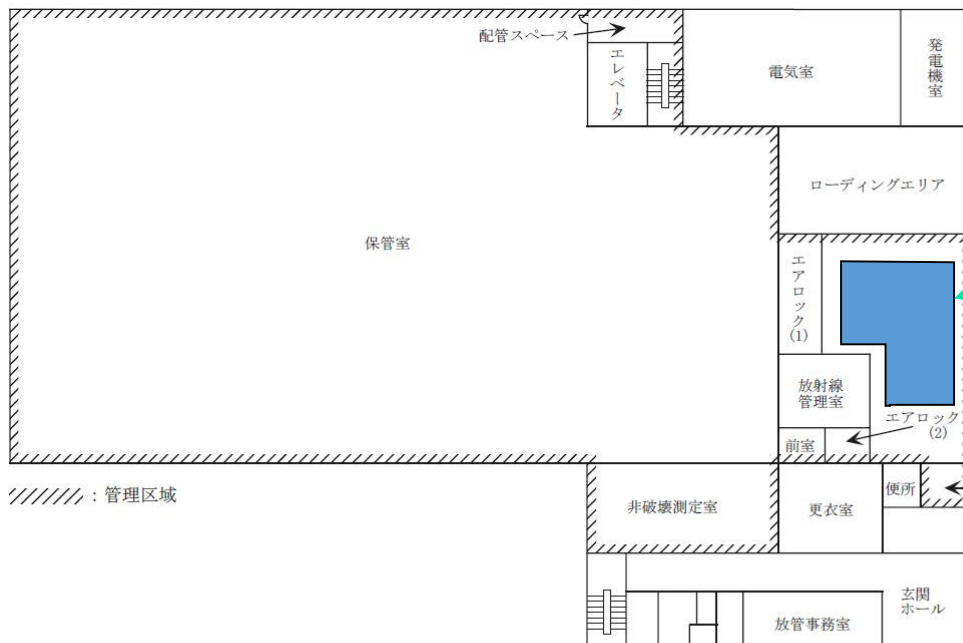 配管スペース
エレベータ
電気室
発電機室
ローディングエリア
保管室
エアロック(1)
放射線
管理室
エアロック
(2)
前室
/////// : 管理区域
非破壊測定室
更衣室
便所
玄関
ホール
放管事務室